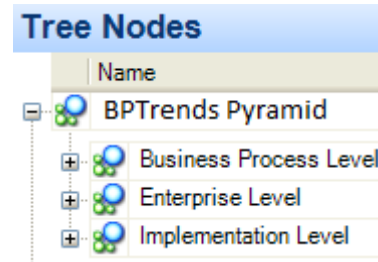 Tree Nodes
Name
BPTrends Pyramid
Business Process Level
Enterprise Level
Implementation Level